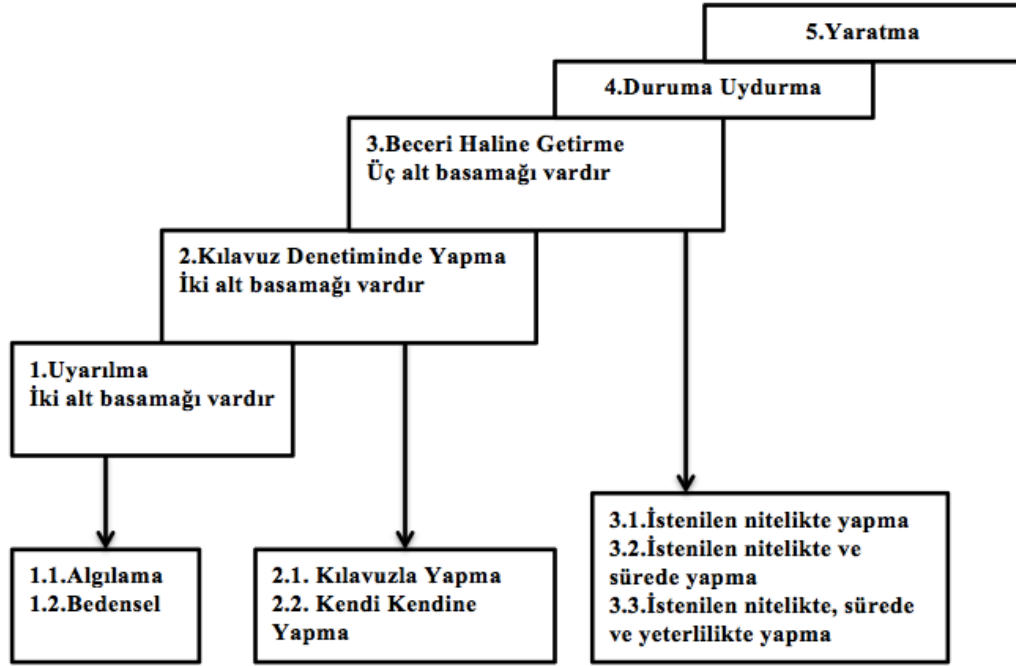 5.Yaratma
4.Duruma Uydurma
3.Beceri Haline Getirme
Üç alt basamağı vardır
2.Kılavuz Denetiminde Yapma
İki alt basamağı vardır
1.Uyarılma
İki alt basamağı vardır
1.1.Algılama
1.2.Bedensel
2.1. Kılavuzla Yapma
2.2. Kendi Kendine
Yapma
3.1.İstenilen nitelikte yapma
3.2.İstenilen nitelikte ve
sürede yapma
3.3.İstenilen nitelikte, sürede
ve yeterlilikte yapma